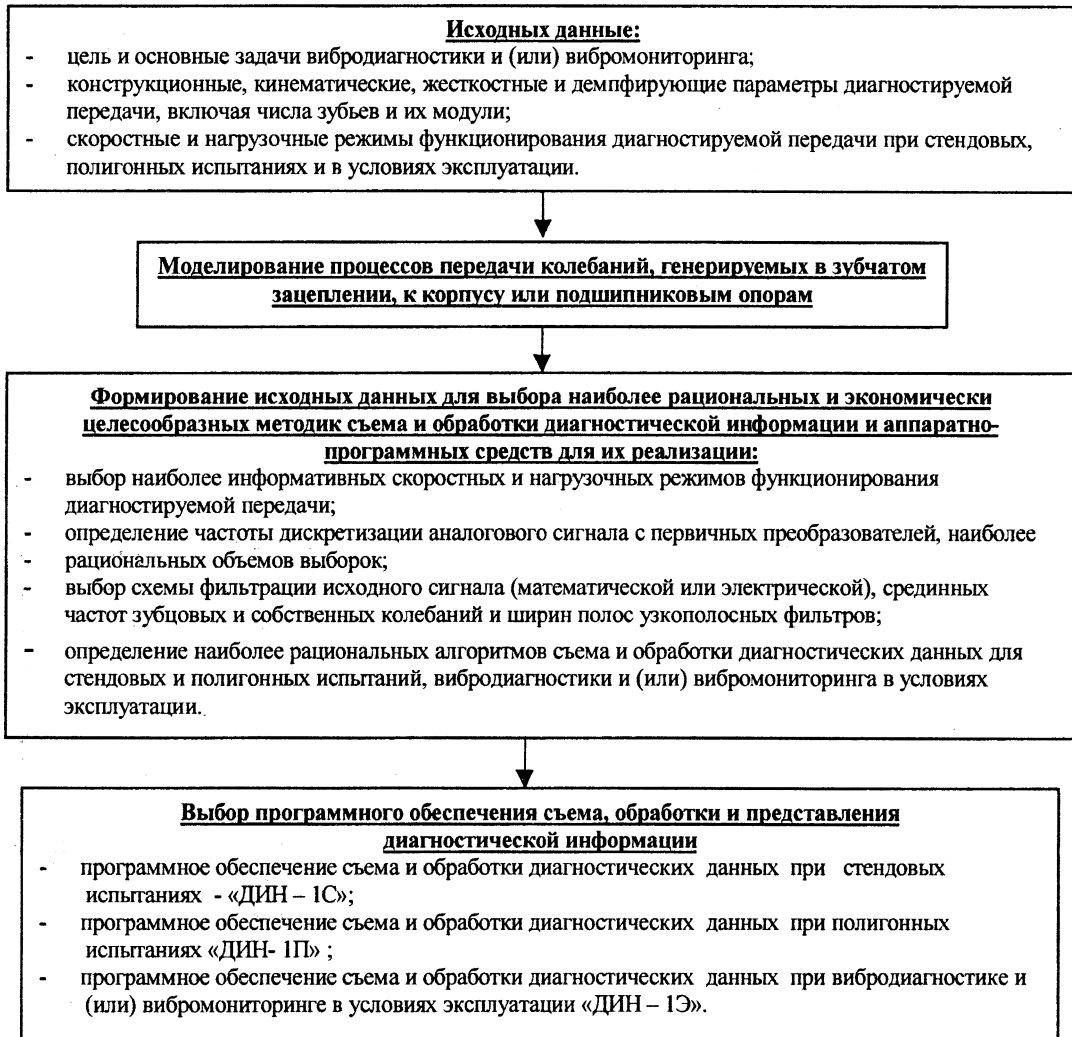 Исходных данные:
- цель и основные задачи вибродиагностики и (или) вибромониторинга;
- конструкционные, кинематические, жесткостные и демпфирующие параметры диагностируемой
передачи, включая числа зубьев и их модули;
- скоростные и нагрузочные режимы функционирования диагностируемой передачи при стендовых,
полигонных испытаниях и в условиях эксплуатации.
Моделирование процессов передачи колебаний, генерируемых в зубчатом
зацеплении, к корпусу или подшипниковым опорам
Формирование исходных данных для выбора наиболее рациональных и экономически
целесообразных методик съема и обработки диагностической информации и аппаратно-
программных средств для их реализации:
- выбор наиболее информативных скоростных и нагрузочных режимов функционирования
диагностируемой передачи;
- определение частоты дискретизации аналогового сигнала с первичных преобразователей, наиболее
- рациональных объемов выборок;
- выбор схемы фильтрации исходного сигнала (математической или электрической), срединных
частот зубцовых и собственных колебаний и ширин полос узкополосных фильтров;
- определение наиболее рациональных алгоритмов съема и обработки диагностических данных для
стендовых и полигонных испытаний, вибродиагностики и (или) вибромониторинга в условиях
эксплуатации.
Выбор программного обеспечения съема, обработки и представления
диагностической информации
- программное обеспечение съема и обработки диагностических данных при стендовых
испытаниях - «ДИН – 1С»;
- программное обеспечение съема и обработки диагностических данных при полигонных
испытаниях «ДИН- 1П» ;
- программное обеспечение съема и обработки диагностических данных при вибродиагностике и
(или) вибромониторинге в условиях эксплуатации «ДИН – 1Э».